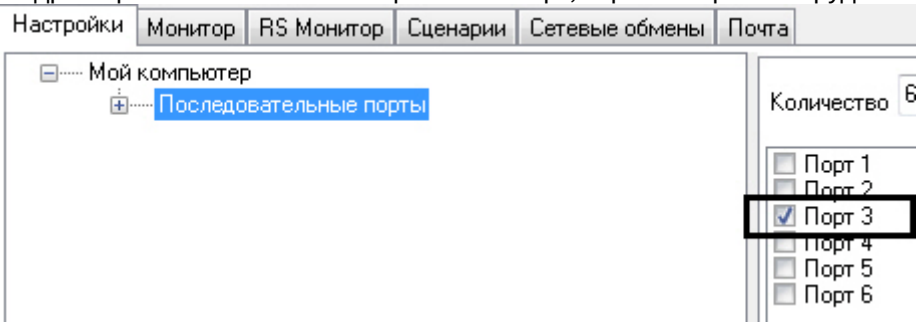 Настройки Монитор RS Монитор Сценарии Сетевые обмены Почта
Мой компьютер
Последовательные порты
Количество 6
Порт 1
Порт 2
Порт 3
Порт 4
Порт 5
Порт 6